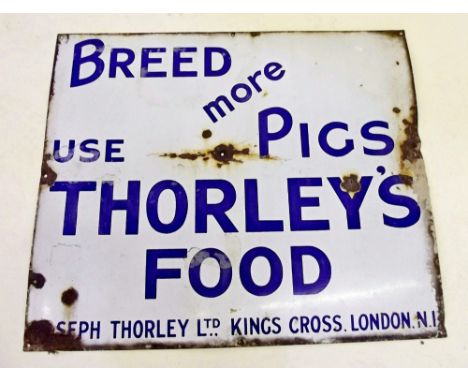 BREED
more
PIGS
USE
THORLEY'S
FOOD
SEPH THORLEY LTD KINGS CROSS. LONDON. N.1